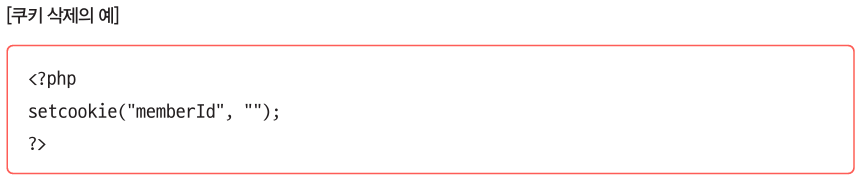 [쿠키 삭제의 예]
<?php
setcookie("memberId", "");
?>